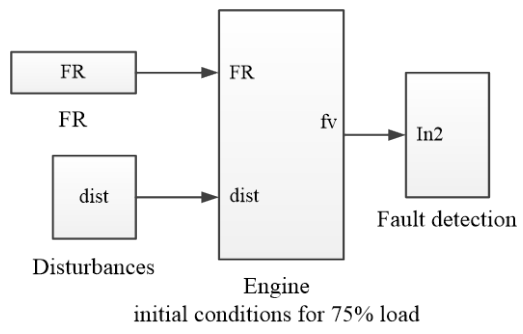 FR
FR
FR
fv
In2
dist
dist
Fault detection
Disturbances
Engine
initial conditions for 75% load